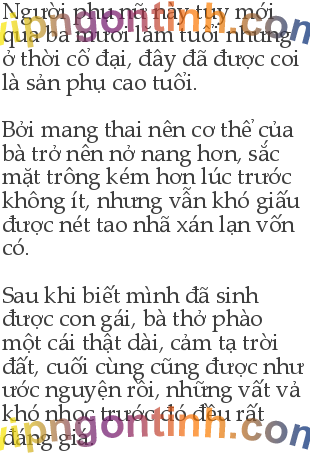 Người phụ nữ này tuy mới
qua ba mươi lăm tuổi nhưng
ở thời cổ đại, đây đã được coi
là sản phụ cao tuổi.
Bởi mang thai nên cơ thể của
bà trở nên nở nang hơn, sắc
mặt trông kém hơn lúc trước
không ít, nhưng vẫn khó giấu
được nét tao nhã xán lạn vốn
có.
Sau khi biết mình đã sinh
được con gái, bà thở phào
một cái thật dài, cảm tạ trời
đất, cuối cùng cũng được như
ước nguyện rồi, những vất vả
khó nhọc trước đó đều rất
đáng giá.
vipngontinh.com
vipngontinh.com